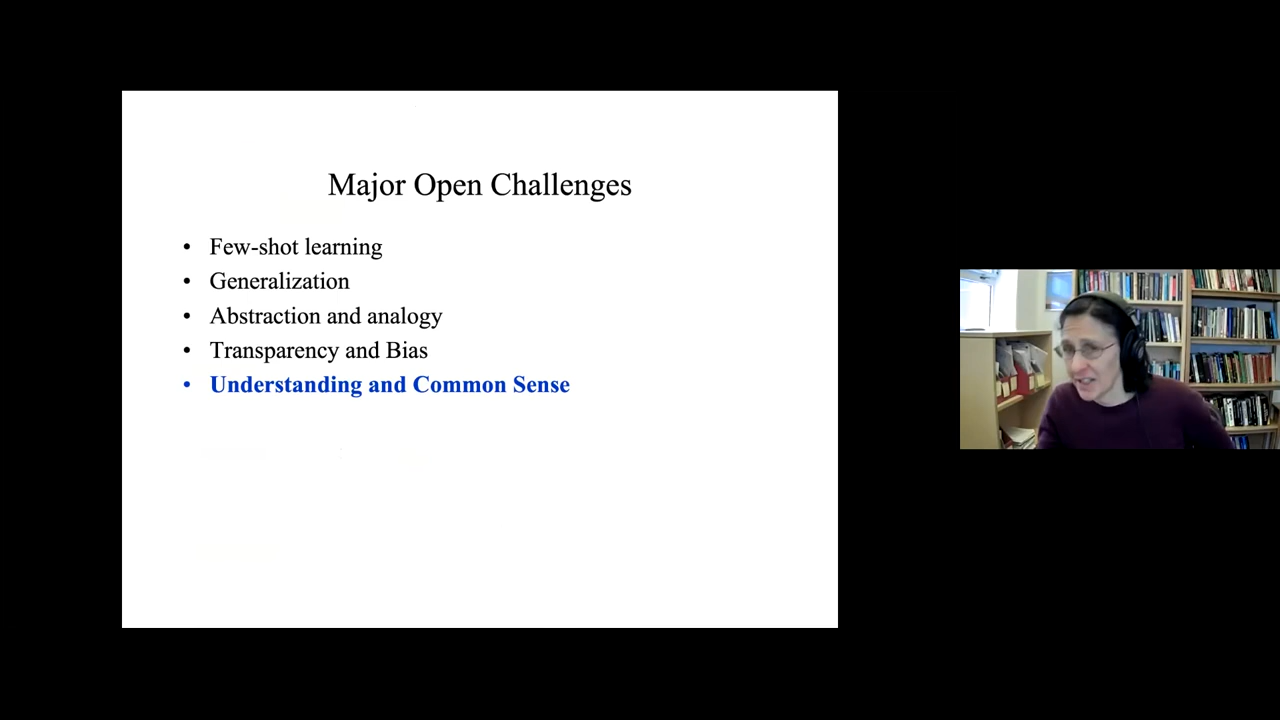 Major Open Challenges
• Few-shot learning
• Generalization
• Abstraction and analogy
• Transparency and Bias
• Understanding and Common Sense